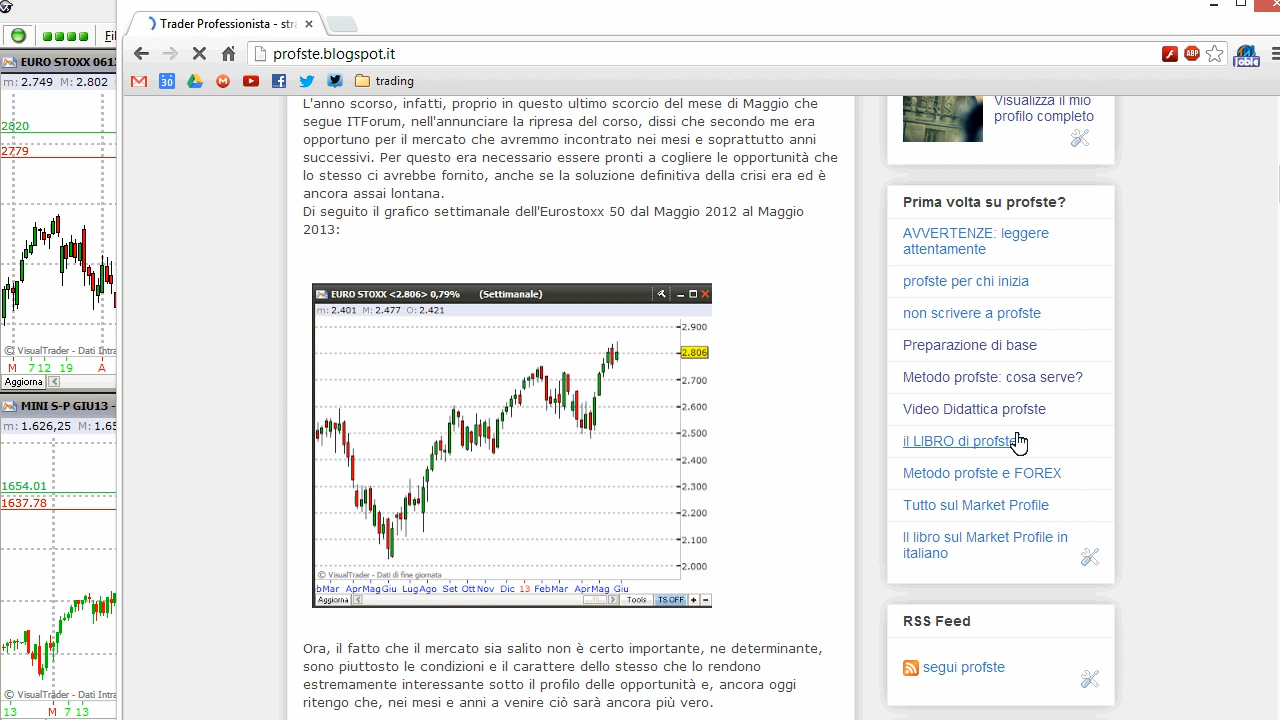 Trader Professionista - stra
Fil
profste.blogspot.it
trading
EURO STOXX 061
m: 2.749 M: 2.802
2820
2779
© VisualTrader - Dati Intra
M 7 12 19 A
Aggiorna
MINI S-P GIU13 -
m: 1.626,25 M: 1.65
1654.01
1637.78
© VisualTrader - Dati Intra
13 M 7 13
L'anno scorso, infatti, proprio in questo ultimo scorcio del mese di Maggio che
segue ITForum, nell'annunciare la ripresa del corso, dissi che secondo me era
opportuno per il mercato che avremmo incontrato nei mesi e soprattutto anni
successivi. Per questo era necessario essere pronti a cogliere le opportunità che
lo stesso ci avrebbe fornito, anche se la soluzione definitiva della crisi era ed è
ancora assai lontana.
Di seguito il grafico settimanale dell'Eurostoxx 50 dal Maggio 2012 al Maggio
2013:
EURO STOXX <2.806> 0,79% (Settimanale)
m: 2.401 M: 2.477 O: 2.421
2.900
2.806
2.700
2.600
2.500
2.400
2.300
2.200
2.100
2.000
© VisualTrader - Dati di fine giornata
bMar AprMagGiu LugAgo Set OttNov Dic 13 FebMar AprMag Giu
Aggiorna Tools TS OFF
Ora, il fatto che il mercato sia salito non è certo importante, ne determinante,
sono piuttosto le condizioni e il carattere dello stesso che lo rendono
estremamente interessante sotto il profilo delle opportunità e, ancora oggi
ritengo che, nei mesi e anni a venire ciò sarà ancora più vero.
Visualizza il mio
profilo completo
Prima volta su profste?
AVVERTENZE: leggere
attentamente
profste per chi inizia
non scrivere a profste
Preparazione di base
Metodo profste: cosa serve?
Video Didattica profste
il LIBRO di profste
Metodo profste e FOREX
Tutto sul Market Profile
Il libro sul Market Profile in
italiano
RSS Feed
segui profste